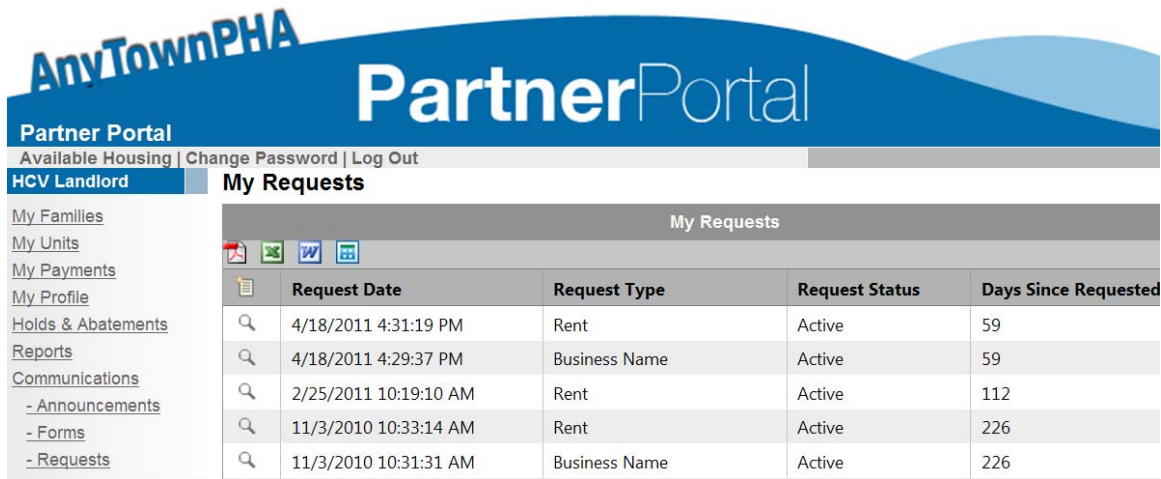 AnyTownPHA
PartnerPortal
Partner Portal
Available Housing | Change Password | Log Out
HCV Landlord
My Families
My Units
My Payments
My Profile
Holds & Abatements
Reports
Communications
- Announcements
- Forms
- Requests
My Requests
My Requests
Request Date Request Type Request Status Days Since Requested
4/18/2011 4:31:19 PM Rent Active 59
4/18/2011 4:29:37 PM Business Name Active 59
2/25/2011 10:19:10 AM Rent Active 112
11/3/2010 10:33:14 AM Rent Active 226
11/3/2010 10:31:31 AM Business Name Active 226